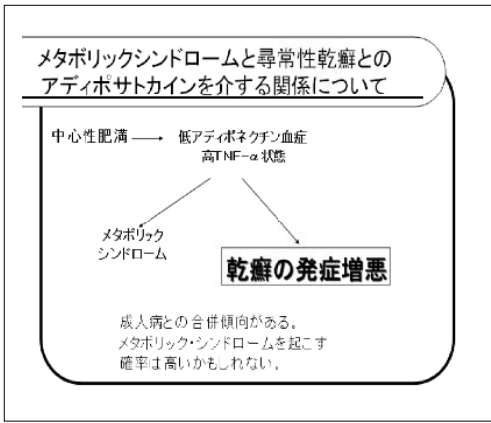 メタボリックシンドロームと尋常性乾癬との
アディポサトカインを介する関係について
中心性肥満 → 低アディポネクチン血症
高TNF-α状態
メタボリック
シンドローム
乾癬の発症増悪
成人病との合併傾向がある。
メタボリック・シンドロームを起こす
確率は高いかもしれない。